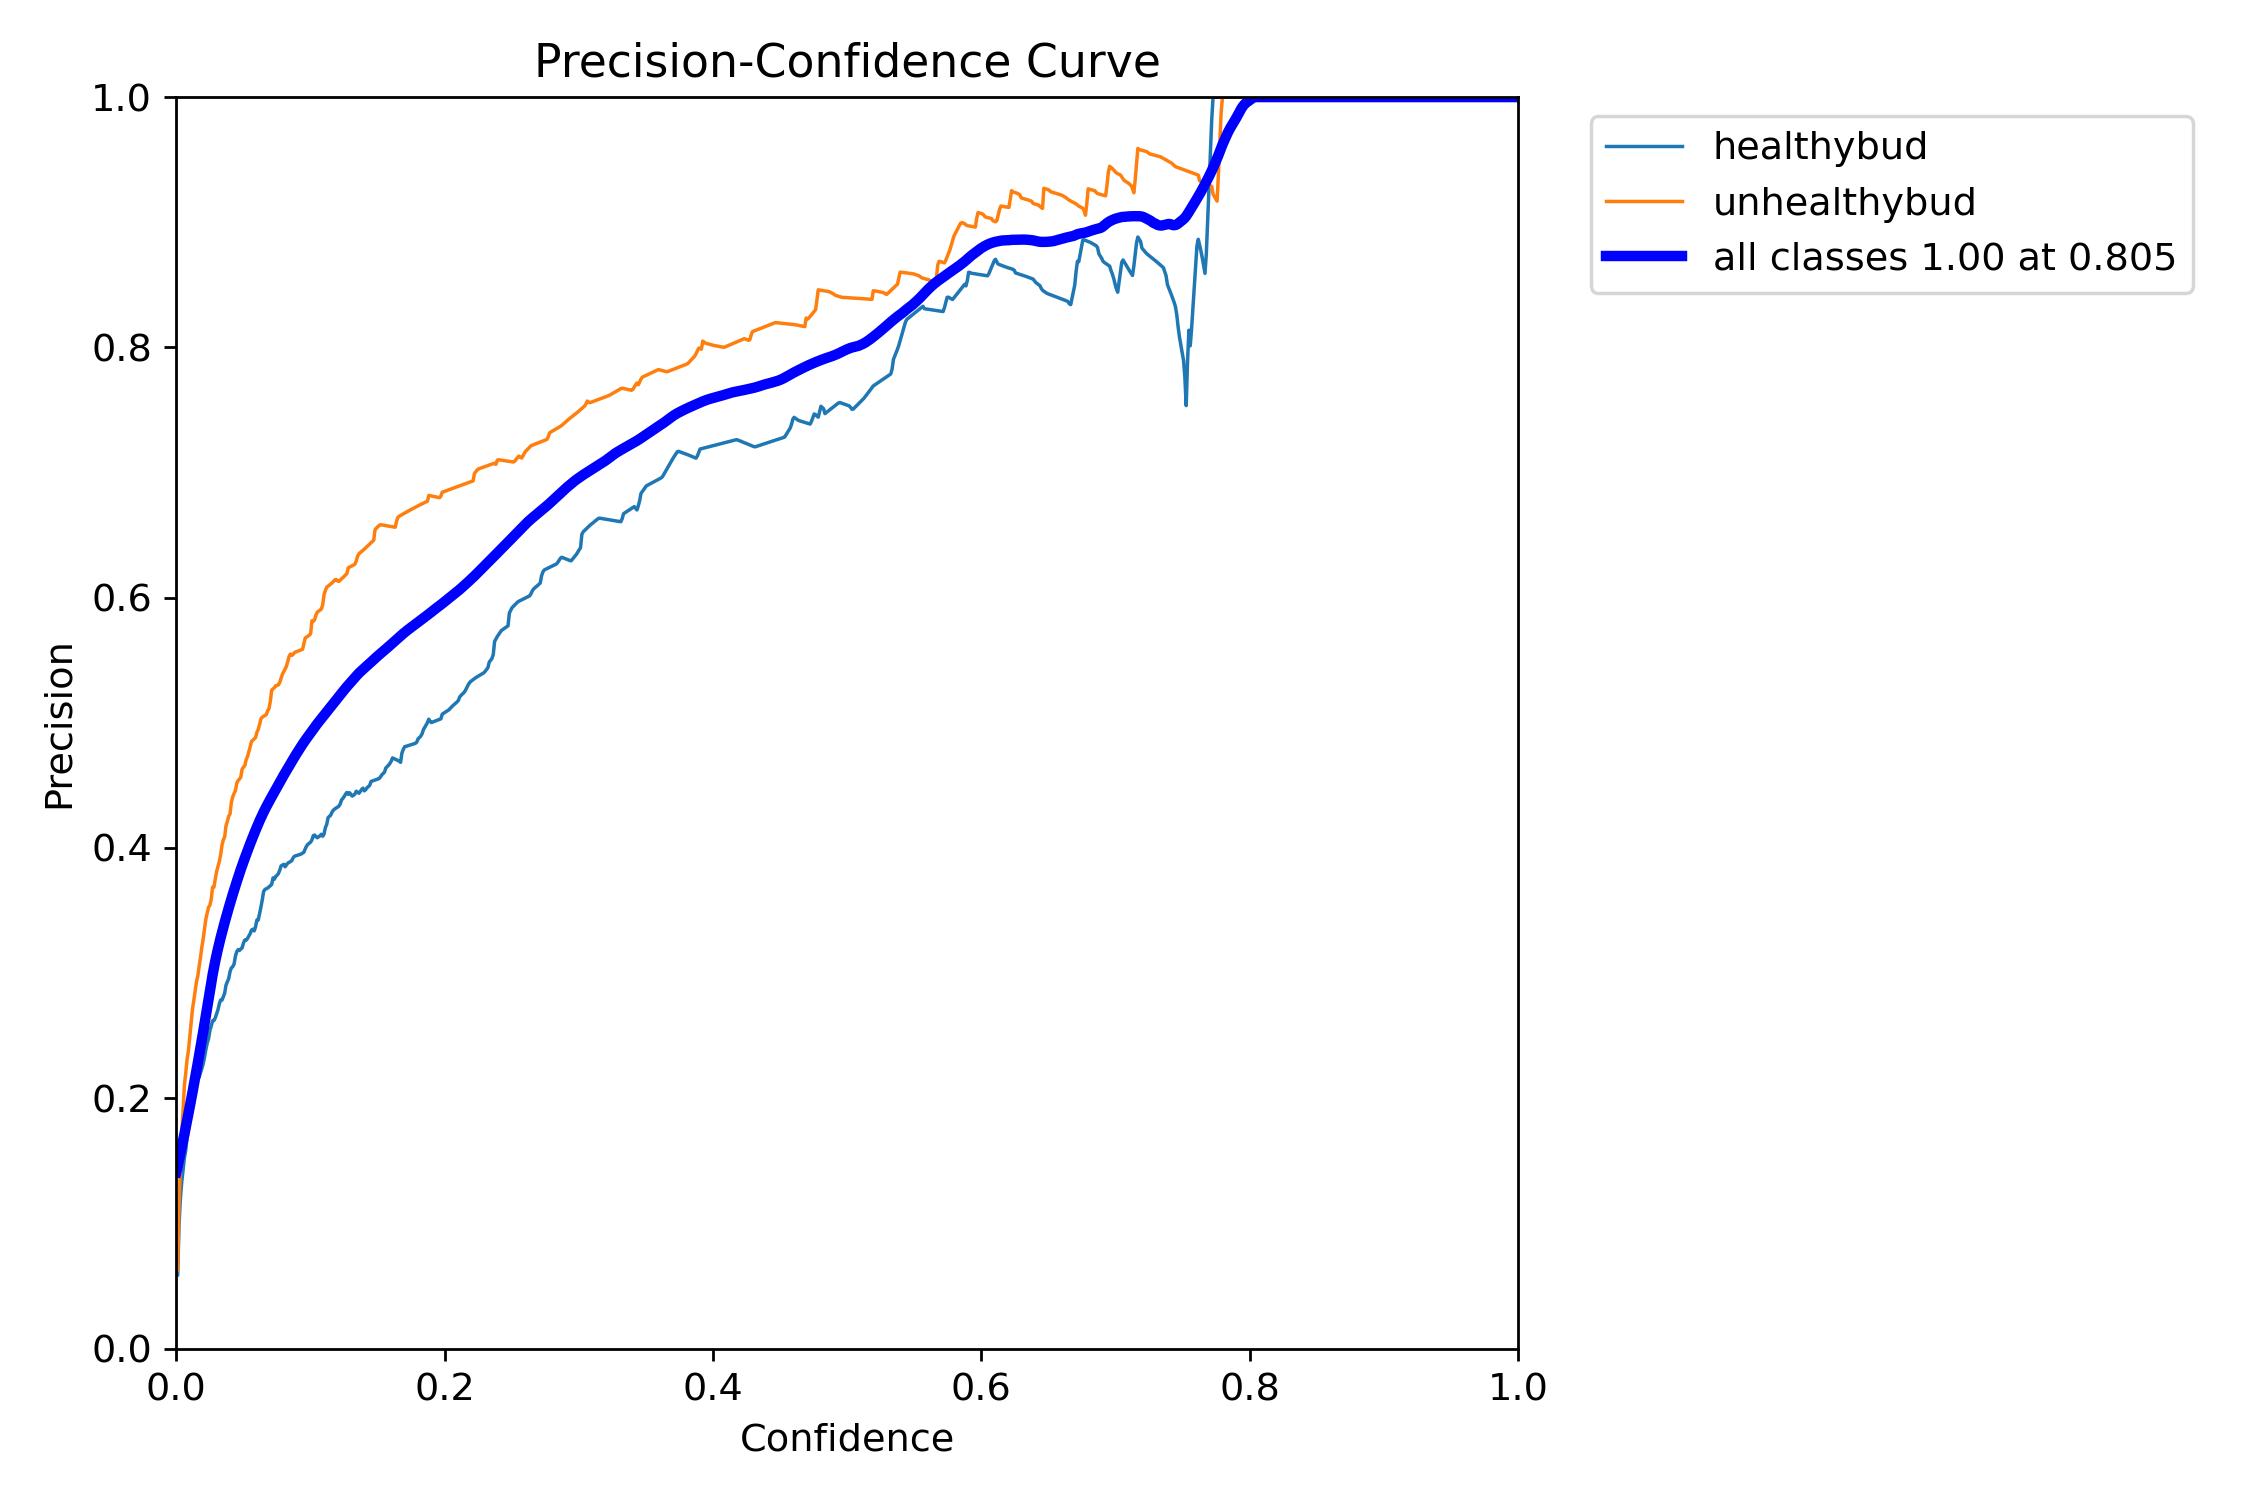 Precision-Confidence Curve
1.0
0.8
0.6
0.4
0.2
0.0
Precision
0.0 0.2 0.4 0.6 0.8 1.0
Confidence
healthybud
unhealthybud
all classes 1.00 at 0.805